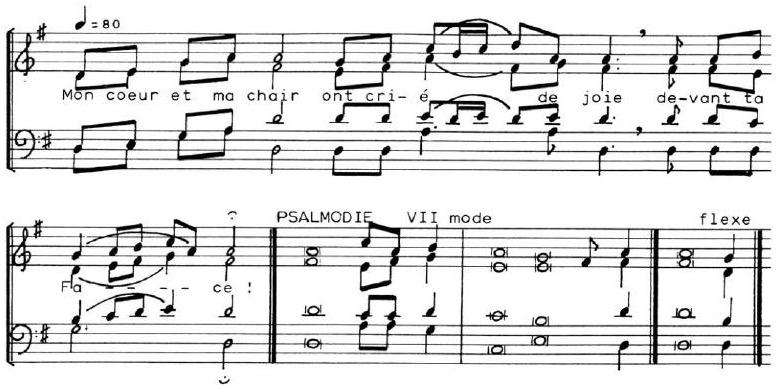 ♩ = 80
Mon coeur et ma chair ont cri- é de joie de-vant ta
PSALMODIE VII mode flexe
Fa - - - - - ce !